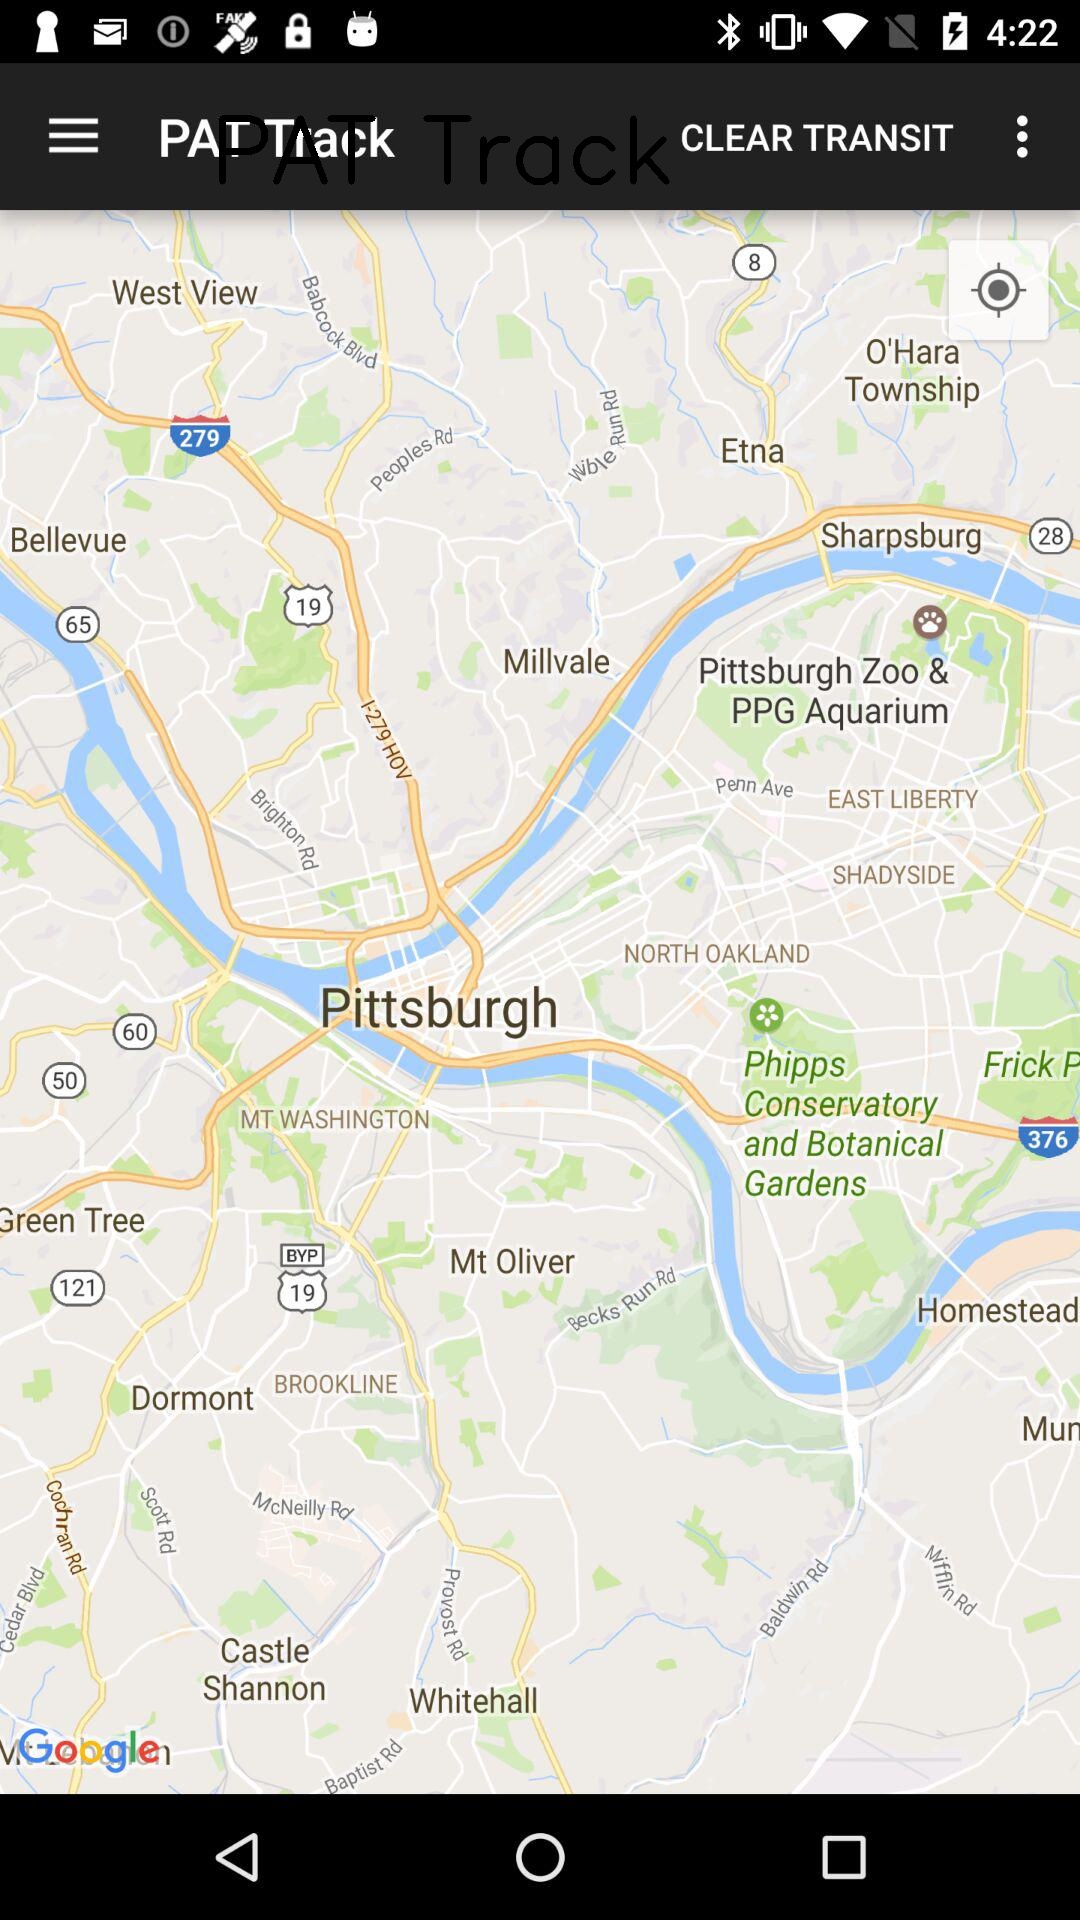 FAKE
4:22
PAT Track
PAT Track
CLEAR TRANSIT
8
West View
Babcock Blvd
O'Hara
Township
279
Peoples Rd
Wible Run Rd
Etna
Bellevue
Sharpsburg
28
19
65
Millvale
Pittsburgh Zoo &
PPG Aquarium
I-279 HOV
Penn Ave
EAST LIBERTY
Brighton Rd
SHADYSIDE
NORTH OAKLAND
Pittsburgh
60
50
Phipps
Conservatory
and Botanical
Gardens
Frick P
MT WASHINGTON
376
Green Tree
BYP
19
Mt Oliver
121
Becks Run Rd
Homestead
Dormont
BROOKLINE
Mun
Cochran Rd
Scott Rd
McNeilly Rd
Cedar Blvd
Provost Rd
Baldwin Rd
Mifflin Rd
Castle
Shannon
Whitehall
Google
Baptist Rd